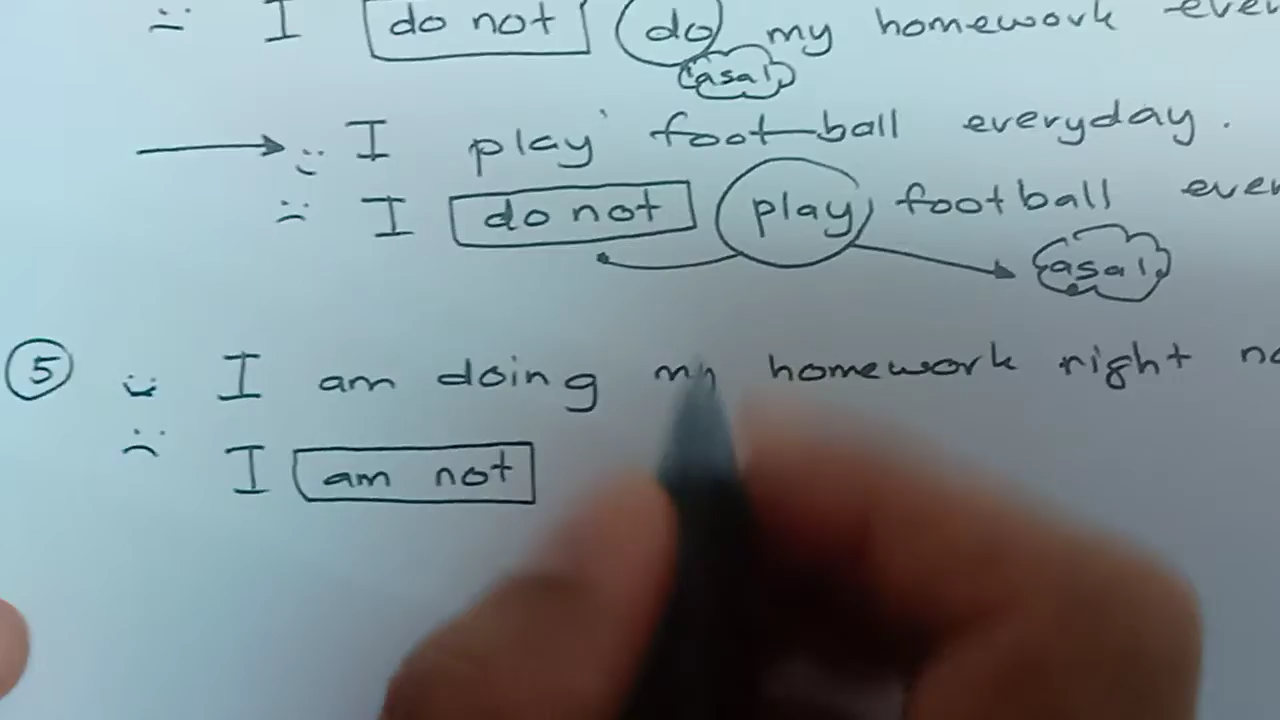 I do not do my homework
asal
I play football everyday.
I do not play football
asal
5 I am doing my homework right
I am not